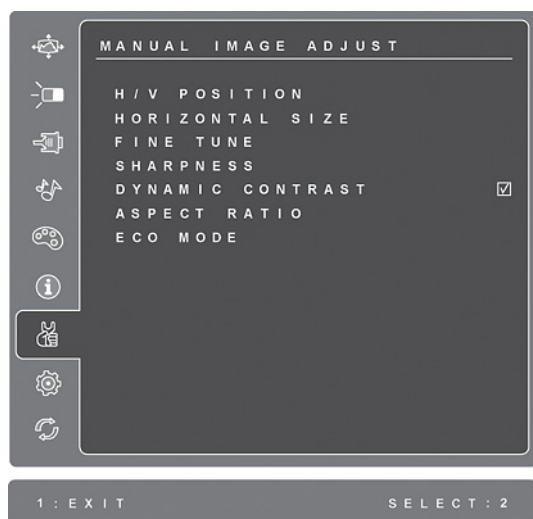 MANUAL IMAGE ADJUST
H/V POSITION
HORIZONTAL SIZE
FINE TUNE
SHARPNESS
DYNAMIC CONTRAST
ASPECT RATIO
ECO MODE
1:EXIT SELECT:2